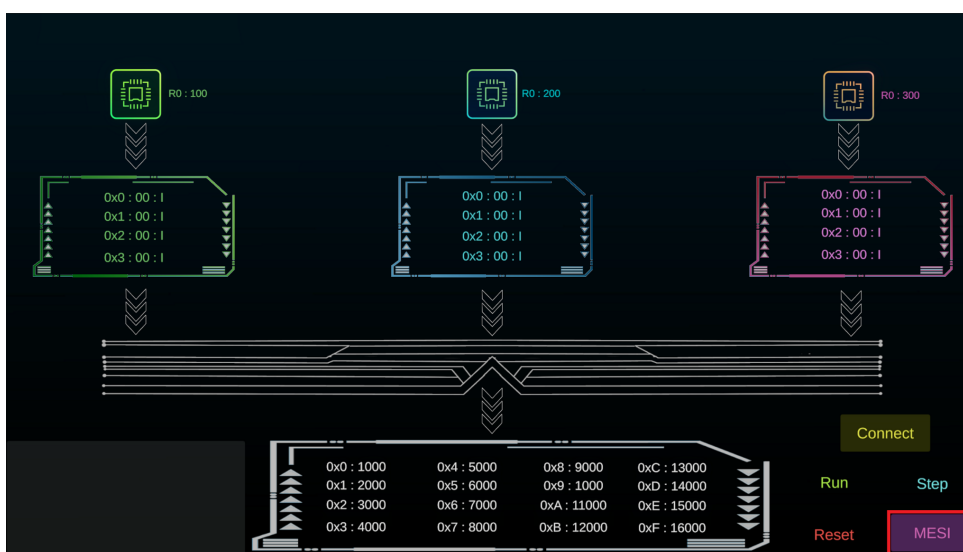 R0 : 100
R0 : 200
R0 : 300
0x0 : 00 : I
0x1 : 00 : I
0x2 : 00 : I
0x3 : 00 : I
0x0 : 00 : I
0x1 : 00 : I
0x2 : 00 : I
0x3 : 00 : I
0x0 : 00 : I
0x1 : 00 : I
0x2 : 00 : I
0x3 : 00 : I
0x0 : 1000 0x4 : 5000 0x8 : 9000 0xC : 13000
0x1 : 2000 0x5 : 6000 0x9 : 1000 0xD : 14000
0x2 : 3000 0x6 : 7000 0xA : 11000 0xE : 15000
0x3 : 4000 0x7 : 8000 0xB : 12000 0xF : 16000
Connect
Run Step
Reset MESI